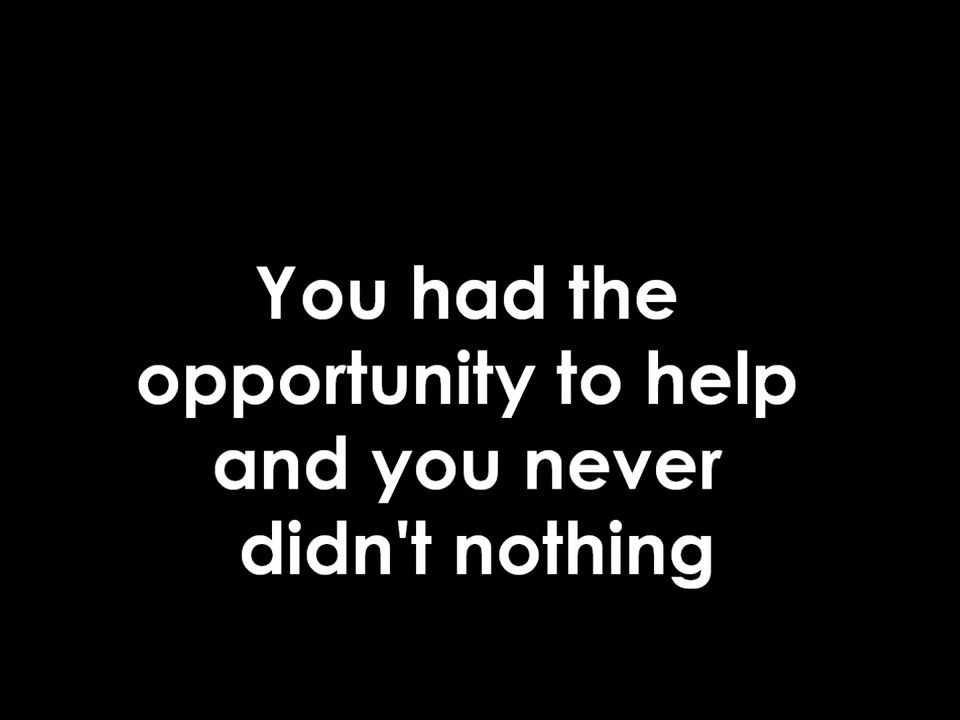 You had the
opportunity to help
and you never
didn't nothing